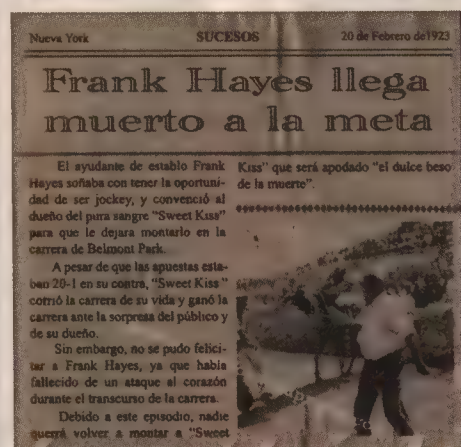 Nueva York SUCESOS 20 de Febrero de 1923
Frank Hayes llega
muerto a la meta
El ayudante de establo Frank
Hayes soñaba con tener la oportuni-
dad de ser jockey, y convenció al
dueño del pura sangre "Sweet Kiss"
para que le dejara montarlo en la
carrera de Belmont Park.
A pesar de que las apuestas esta-
ban 20-1 en su contra, "Sweet Kiss"
corrió la carrera de su vida y ganó la
carrera ante la sorpresa del público y
de su dueño.
Sin embargo, no se pudo felici-
tar a Frank Hayes, ya que había
fallecido de un ataque al corazón
durante el transcurso de la carrera.
Debido a este episodio, nadie
querrá volver a montar a "Sweet
Kiss" que será apodado "el dulce beso
de la muerte".